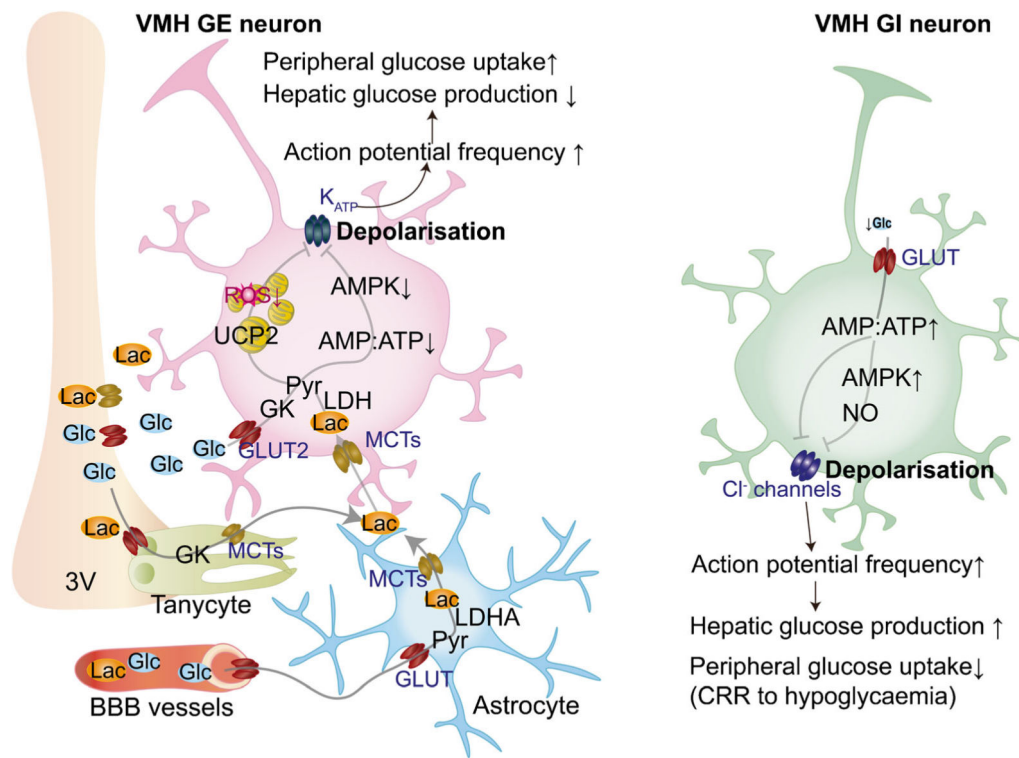 VMH GE neuron
Peripheral glucose uptake↑
Hepatic glucose production ↓
Action potential frequency ↑
K_ATP
Depolarisation
ROS↓
AMPK↓
UCP2
AMP:ATP↓
Lac
Pyr
GK
LDH
Lac
Lac
Glc
Glc
Glc
Glc
Glc
Glc
GLUT2
MCTs
Lac
Lac
GK
MCTs
3V
Tanycyte
MCTs
Lac
LDHA
Pyr
GLUT
Astrocyte
Lac
Glc
Glc
BBB vessels
VMH GI neuron
↓Glc
GLUT
AMP:ATP↑
AMPK↑
NO
Depolarisation
Cl⁻ channels
Action potential frequency↑
Hepatic glucose production ↑
Peripheral glucose uptake↓
(CRR to hypoglycaemia)